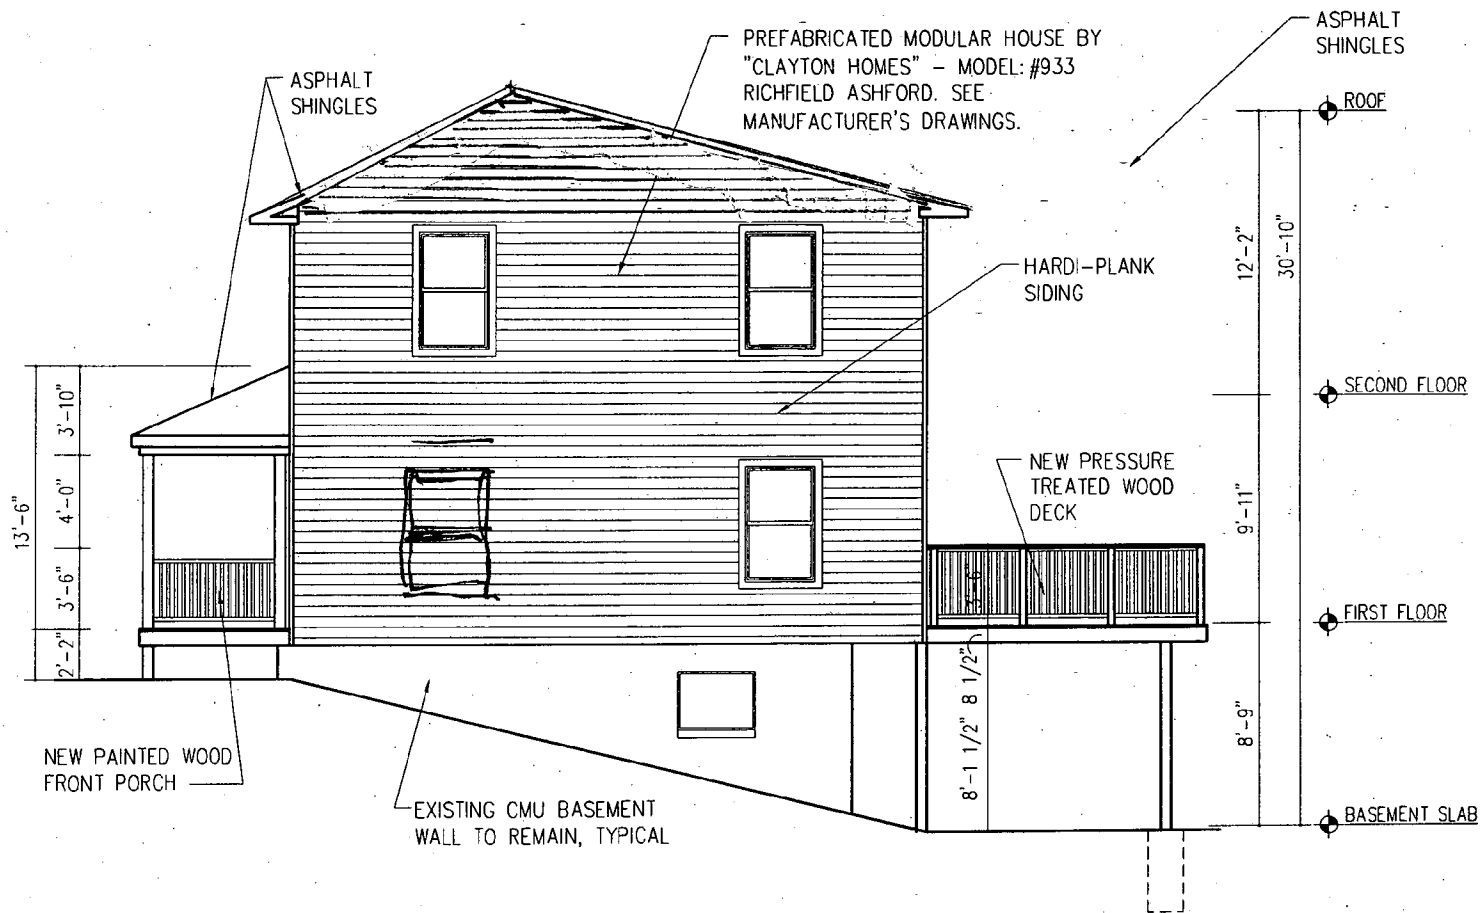 ASPHALT
SHINGLES
PREFABRICATED MODULAR HOUSE BY
"CLAYTON HOMES" - MODEL: #933
RICHFIELD ASHFORD. SEE
MANUFACTURER'S DRAWINGS.
ASPHALT
SHINGLES
ROOF
12'-2"
30'-10"
HARDI-PLANK
SIDING
SECOND FLOOR
3'-10"
4'-0"
13'-6"
3'-6"
2'-2"
NEW PRESSURE
TREATED WOOD
DECK
9'-11"
3'-6
FIRST FLOOR
8 1/2"
8'-1 1/2"
8'-9"
NEW PAINTED WOOD
FRONT PORCH
EXISTING CMU BASEMENT
WALL TO REMAIN, TYPICAL
BASEMENT SLAB